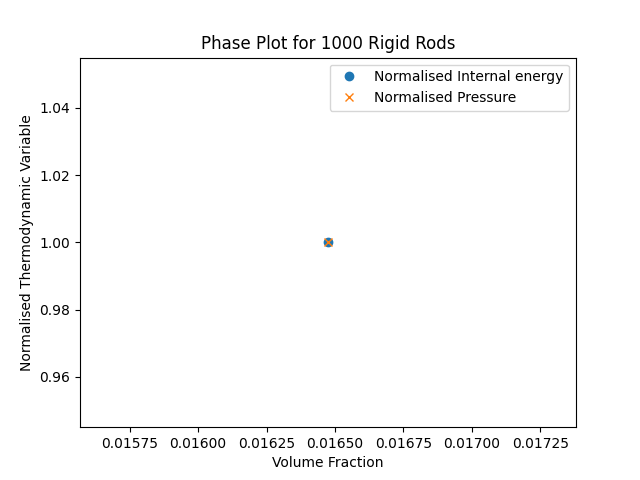 Phase Plot for 1000 Rigid Rods
Normalised Internal energy
Normalised Pressure
1.04
1.02
1.00
0.98
0.96
Normalised Thermodynamic Variable
0.01575 0.01600 0.01625 0.01650 0.01675 0.01700 0.01725
Volume Fraction